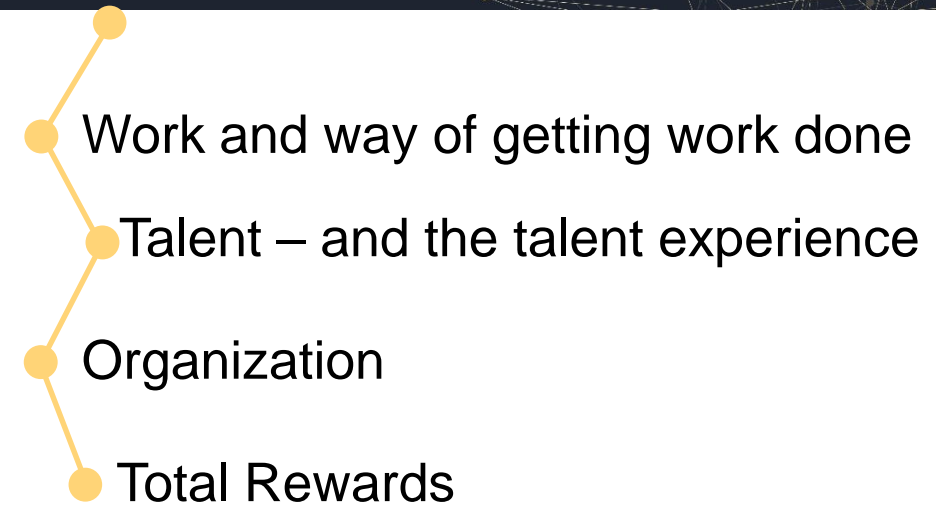 Work and way of getting work done
Talent – and the talent experience
Organization
Total Rewards